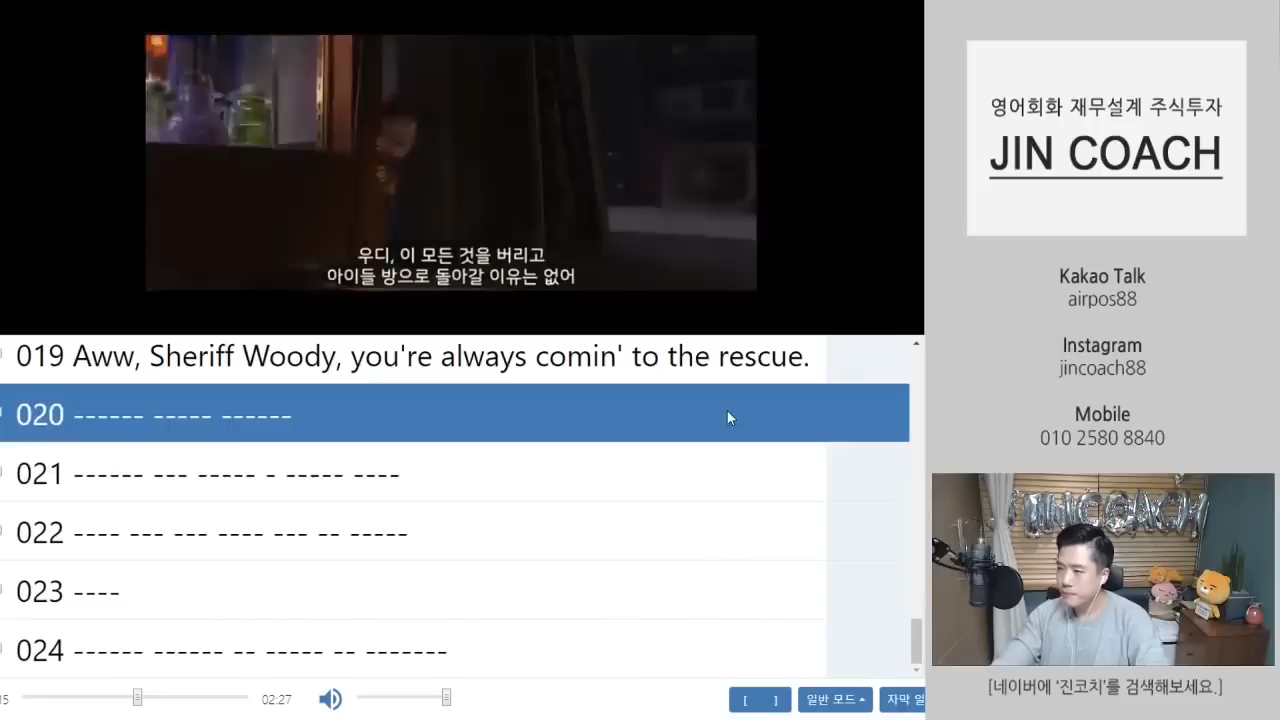 우디, 이 모든 것을 버리고
아이들 방으로 돌아갈 이유는 없어
019 Aww, Sheriff Woody, you're always comin' to the rescue.
020 ------ ----- ------
021 ------ --- ----- - ----- ----
022 ---- --- --- ---- --- -- -----
023 ----
024 ------ ------ -- ----- -- -------
02:27
[ ]
일반 모드
자막 일
영어회화 재무설계 주식투자
JIN COACH
Kakao Talk
airpos88
Instagram
jincoach88
Mobile
010 2580 8840
JINCOACH
[네이버에 '진코치'를 검색해보세요.]